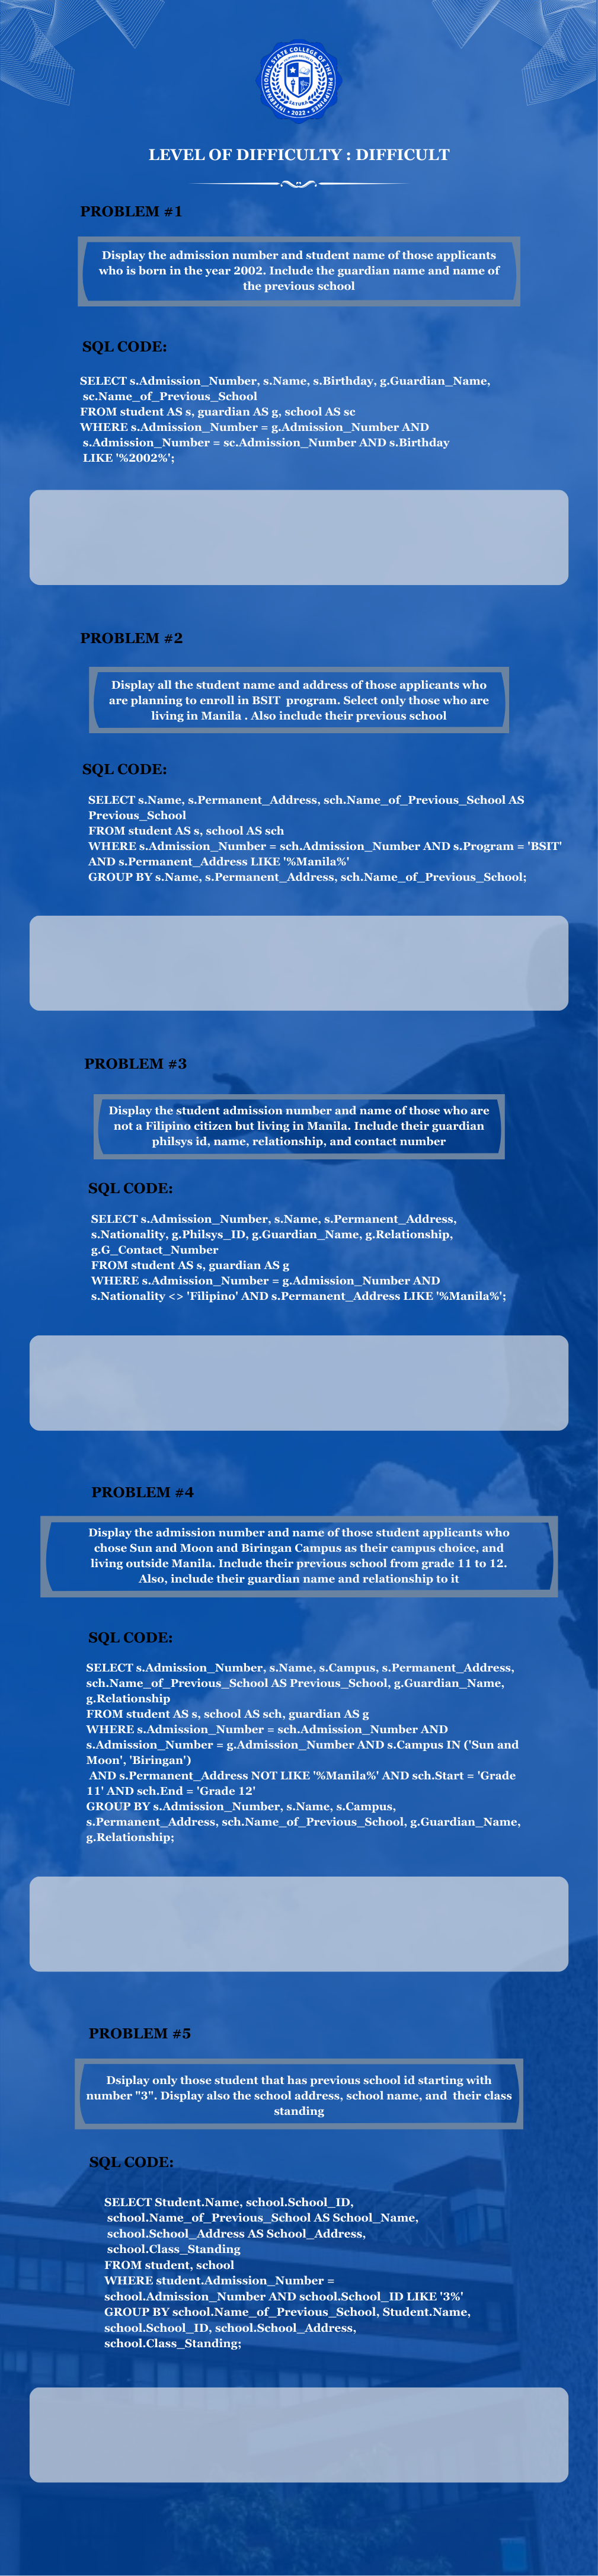 INTERNATIONAL STATE COLLEGE OF THE PHILIPPINES
• 2022 •
LEVEL OF DIFFICULTY : DIFFICULT
PROBLEM #1
Display the admission number and student name of those applicants
who is born in the year 2002. Include the guardian name and name of
the previous school
SQL CODE:
SELECT s.Admission_Number, s.Name, s.Birthday, g.Guardian_Name,
sc.Name_of_Previous_School
FROM student AS s, guardian AS g, school AS sc
WHERE s.Admission_Number = g.Admission_Number AND
s.Admission_Number = sc.Admission_Number AND s.Birthday
LIKE '%2002%';
PROBLEM #2
Display all the student name and address of those applicants who
are planning to enroll in BSIT program. Select only those who are
living in Manila . Also include their previous school
SQL CODE:
SELECT s.Name, s.Permanent_Address, sch.Name_of_Previous_School AS
Previous_School
FROM student AS s, school AS sch
WHERE s.Admission_Number = sch.Admission_Number AND s.Program = 'BSIT'
AND s.Permanent_Address LIKE '%Manila%'
GROUP BY s.Name, s.Permanent_Address, sch.Name_of_Previous_School;
PROBLEM #3
Display the student admission number and name of those who are
not a Filipino citizen but living in Manila. Include their guardian
philsys id, name, relationship, and contact number
SQL CODE:
SELECT s.Admission_Number, s.Name, s.Permanent_Address,
s.Nationality, g.Philsys_ID, g.Guardian_Name, g.Relationship,
g.G_Contact_Number
FROM student AS s, guardian AS g
WHERE s.Admission_Number = g.Admission_Number AND
s.Nationality <> 'Filipino' AND s.Permanent_Address LIKE '%Manila%';
PROBLEM #4
Display the admission number and name of those student applicants who
chose Sun and Moon and Biringan Campus as their campus choice, and
living outside Manila. Include their previous school from grade 11 to 12.
Also, include their guardian name and relationship to it
SQL CODE:
SELECT s.Admission_Number, s.Name, s.Campus, s.Permanent_Address,
sch.Name_of_Previous_School AS Previous_School, g.Guardian_Name,
g.Relationship
FROM student AS s, school AS sch, guardian AS g
WHERE s.Admission_Number = sch.Admission_Number AND
s.Admission_Number = g.Admission_Number AND s.Campus IN ('Sun and
Moon', 'Biringan')
AND s.Permanent_Address NOT LIKE '%Manila%' AND sch.Start = 'Grade
11' AND sch.End = 'Grade 12'
GROUP BY s.Admission_Number, s.Name, s.Campus,
s.Permanent_Address, sch.Name_of_Previous_School, g.Guardian_Name,
g.Relationship;
PROBLEM #5
Dsiplay only those student that has previous school id starting with
number "3". Display also the school address, school name, and their class
standing
SQL CODE:
SELECT Student.Name, school.School_ID,
school.Name_of_Previous_School AS School_Name,
school.School_Address AS School_Address,
school.Class_Standing
FROM student, school
WHERE student.Admission_Number =
school.Admission_Number AND school.School_ID LIKE '3%'
GROUP BY school.Name_of_Previous_School, Student.Name,
school.School_ID, school.School_Address,
school.Class_Standing;